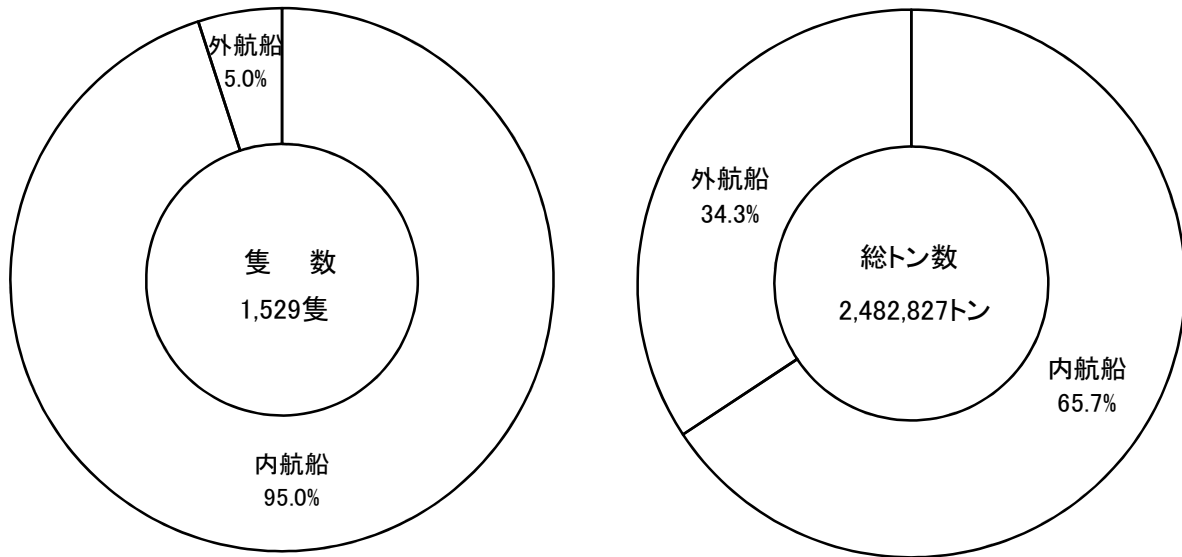 外航船
5.0%
隻　数
1,529隻
内航船
95.0%
外航船
34.3%
総トン数
2,482,827トン
内航船
65.7%